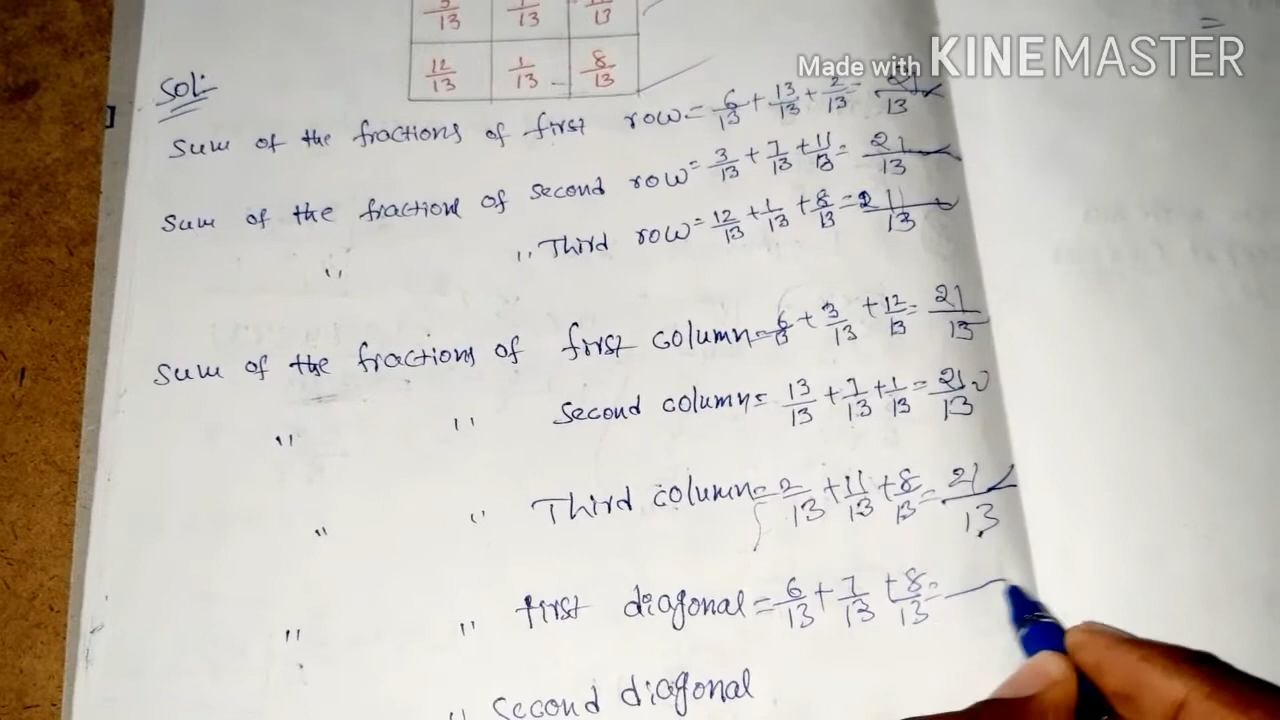 Made with KINEMASTER
3/13 7/13 11/13
12/13 1/13 8/13
Sol:
Sum of the fractions of first row = 6/13 + 13/13 + 2/13 = 21/13
Sum of the fractions of second row = 3/13 + 7/13 + 11/13 = 21/13
" " Third row = 12/13 + 1/13 + 8/13 = 21/13
Sum of the fractions of first column = 6/13 + 3/13 + 12/13 = 21/13
" " Second column = 13/13 + 7/13 + 1/13 = 21/13
" " Third column = 2/13 + 11/13 + 8/13 = 21/13
" " first diagonal = 6/13 + 7/13 + 8/13 =
" Second diagonal